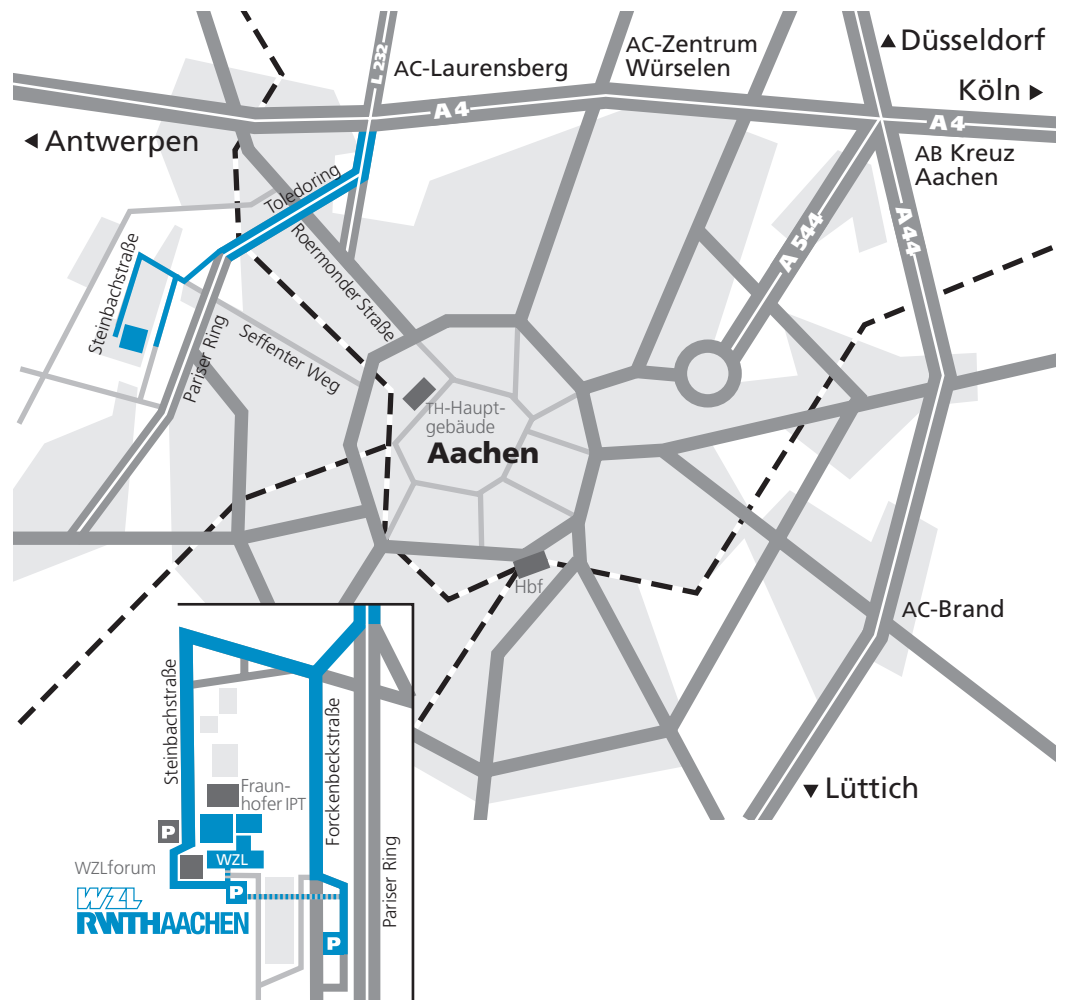 L 232
AC-Laurensberg
AC-Zentrum
Würselen
▲ Düsseldorf
Köln ▶
A 4
A 4
◀ Antwerpen
AB Kreuz
Aachen
Toledoring
A 544
A 44
Roermonder Straße
Steinbachstraße
Pariser Ring
Seffenter Weg
TH-Haupt-
gebäude
Aachen
Hbf
AC-Brand
▼ Lüttich
Steinbachstraße
Forckenbeckstraße
Fraun-
hofer IPT
P
WZL
WZLforum
P
Pariser Ring
P
WZL
RWTHAACHEN